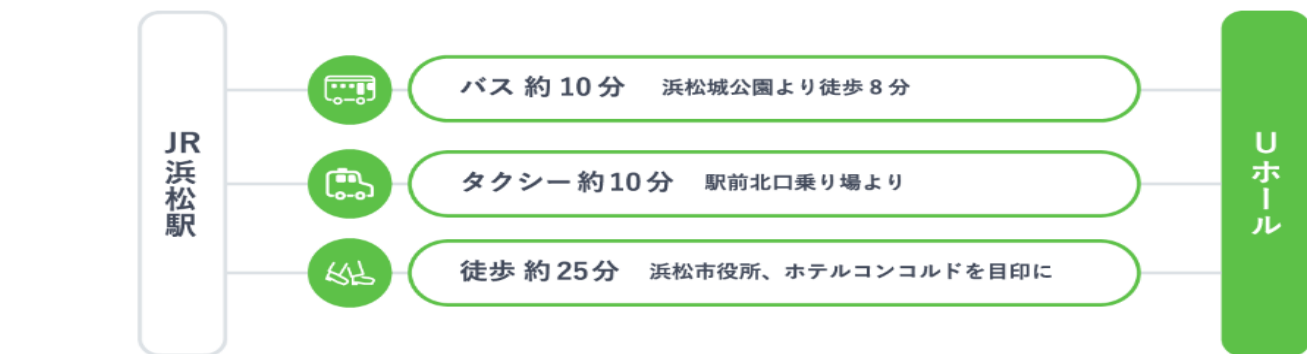 JR浜松駅
バス 約 10 分 浜松城公園より徒歩 8 分
タクシー 約 10 分 駅前北口乗り場より
徒歩 約 25 分 浜松市役所、ホテルコンコルドを目印に
Uホール